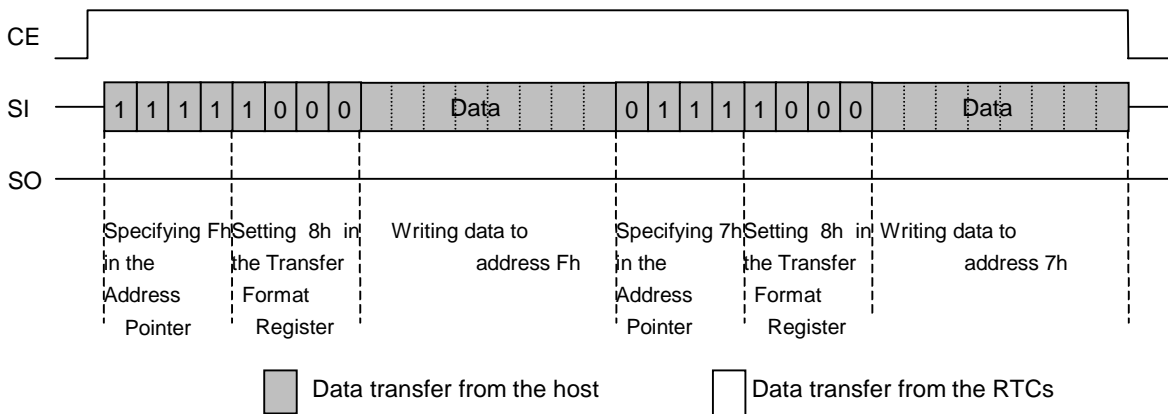 CE
SI 1 1 1 1 1 0 0 0 Data 0 1 1 1 1 0 0 0 Data
SO
Specifying Fh Setting 8h in Writing data to Specifying 7h Setting 8h in Writing data to
in the the Transfer address Fh in the the Transfer address 7h
Address Format Address Format
Pointer Register Pointer Register
Data transfer from the host Data transfer from the RTCs